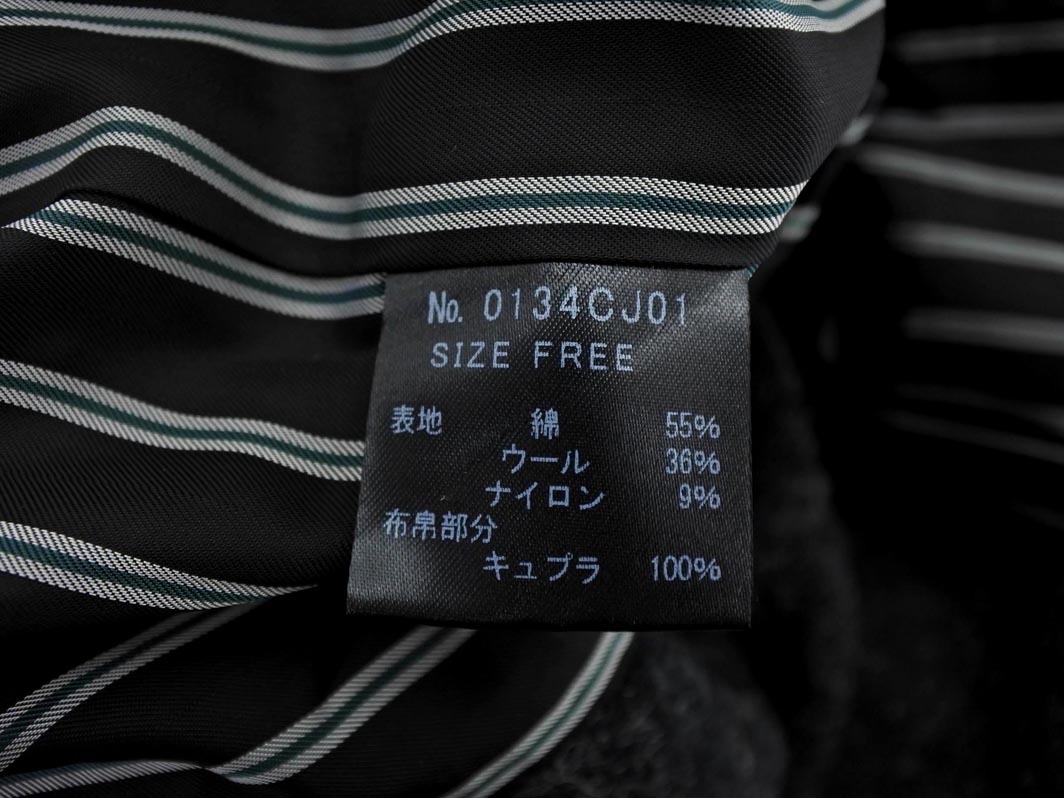 No. 0134CJ01
SIZE FREE
表地 綿 55%
ウール 36%
ナイロン 9%
布帛部分
キュプラ 100%